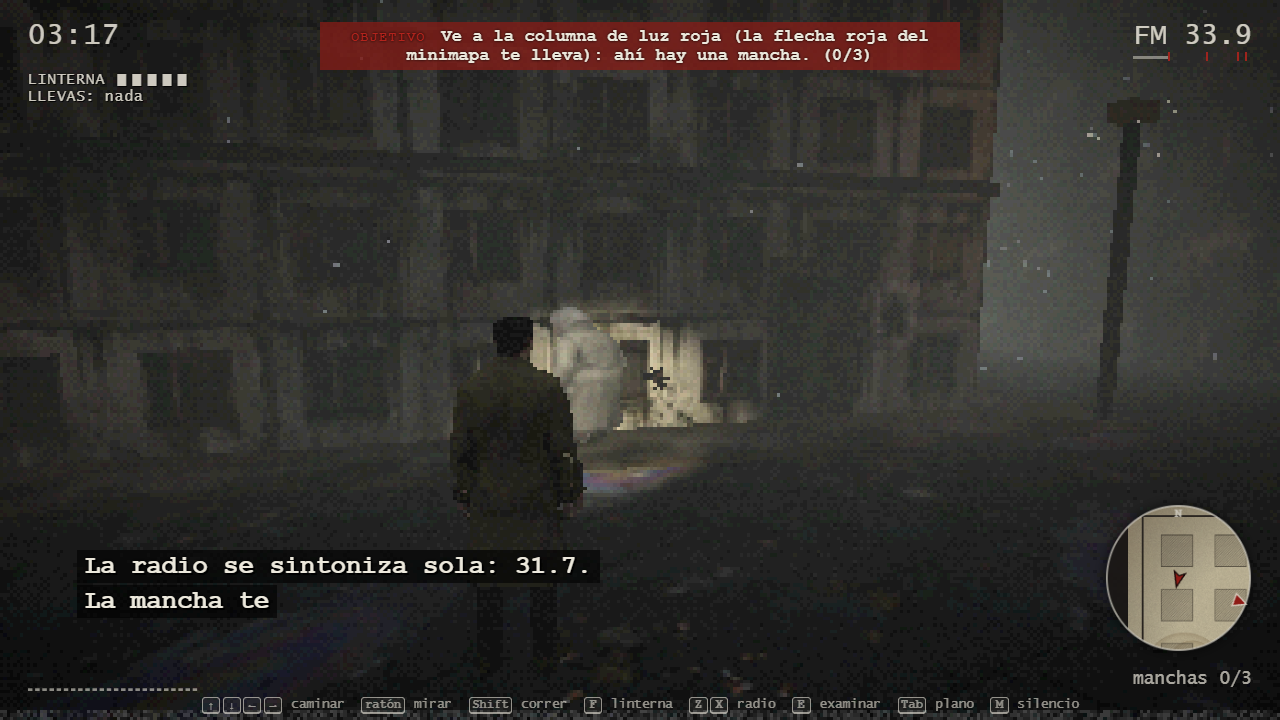 03:17
OBJETIVO Ve a la columna de luz roja (la flecha roja del
minimapa te lleva): ahí hay una mancha. (0/3)
FM 33.9
LINTERNA
LLEVAS: nada
La radio se sintoniza sola: 31.7.
La mancha te
N
manchas 0/3
↑ ↓ ← → caminar ratón mirar Shift correr F linterna Z X radio E examinar Tab plano M silencio